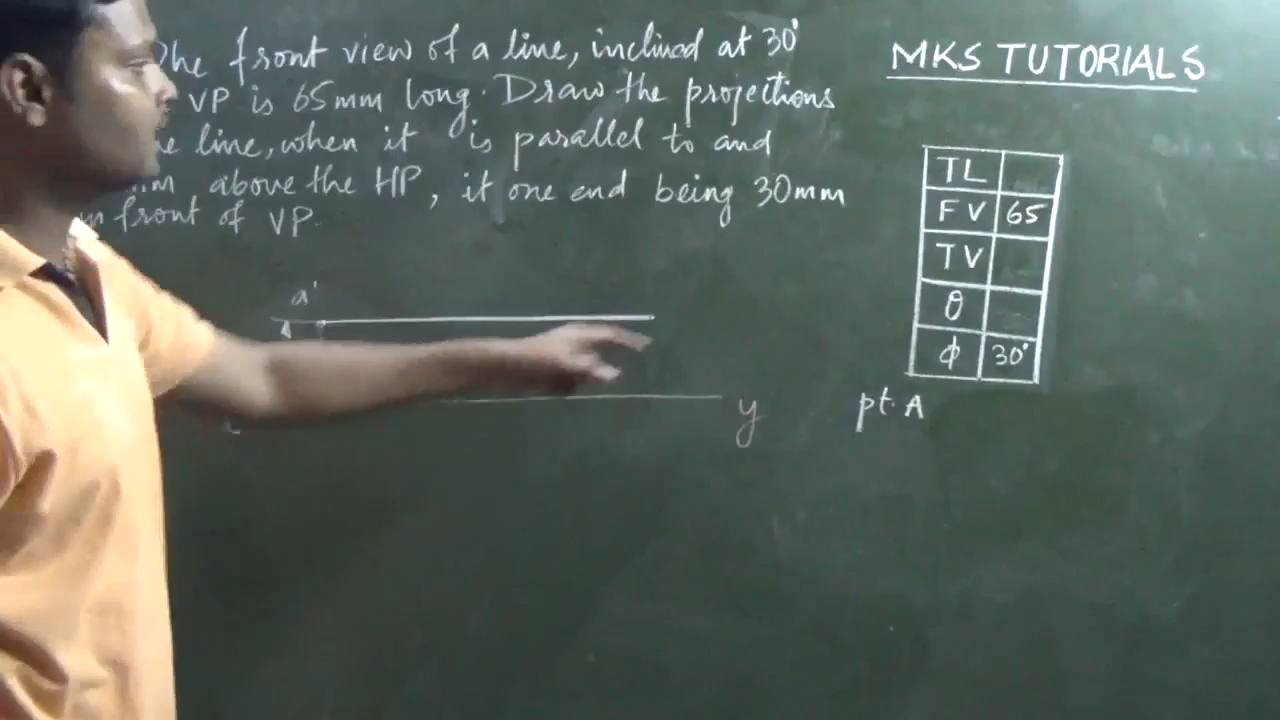 The front view of a line, inclined at 30°
VP is 65mm long. Draw the projections
line, when it is parallel to and
above the HP, it one end being 30mm
front of VP.
MKS TUTORIALS
TL
FV 65
TV
θ
ϕ 30°
pt. A
a'
y